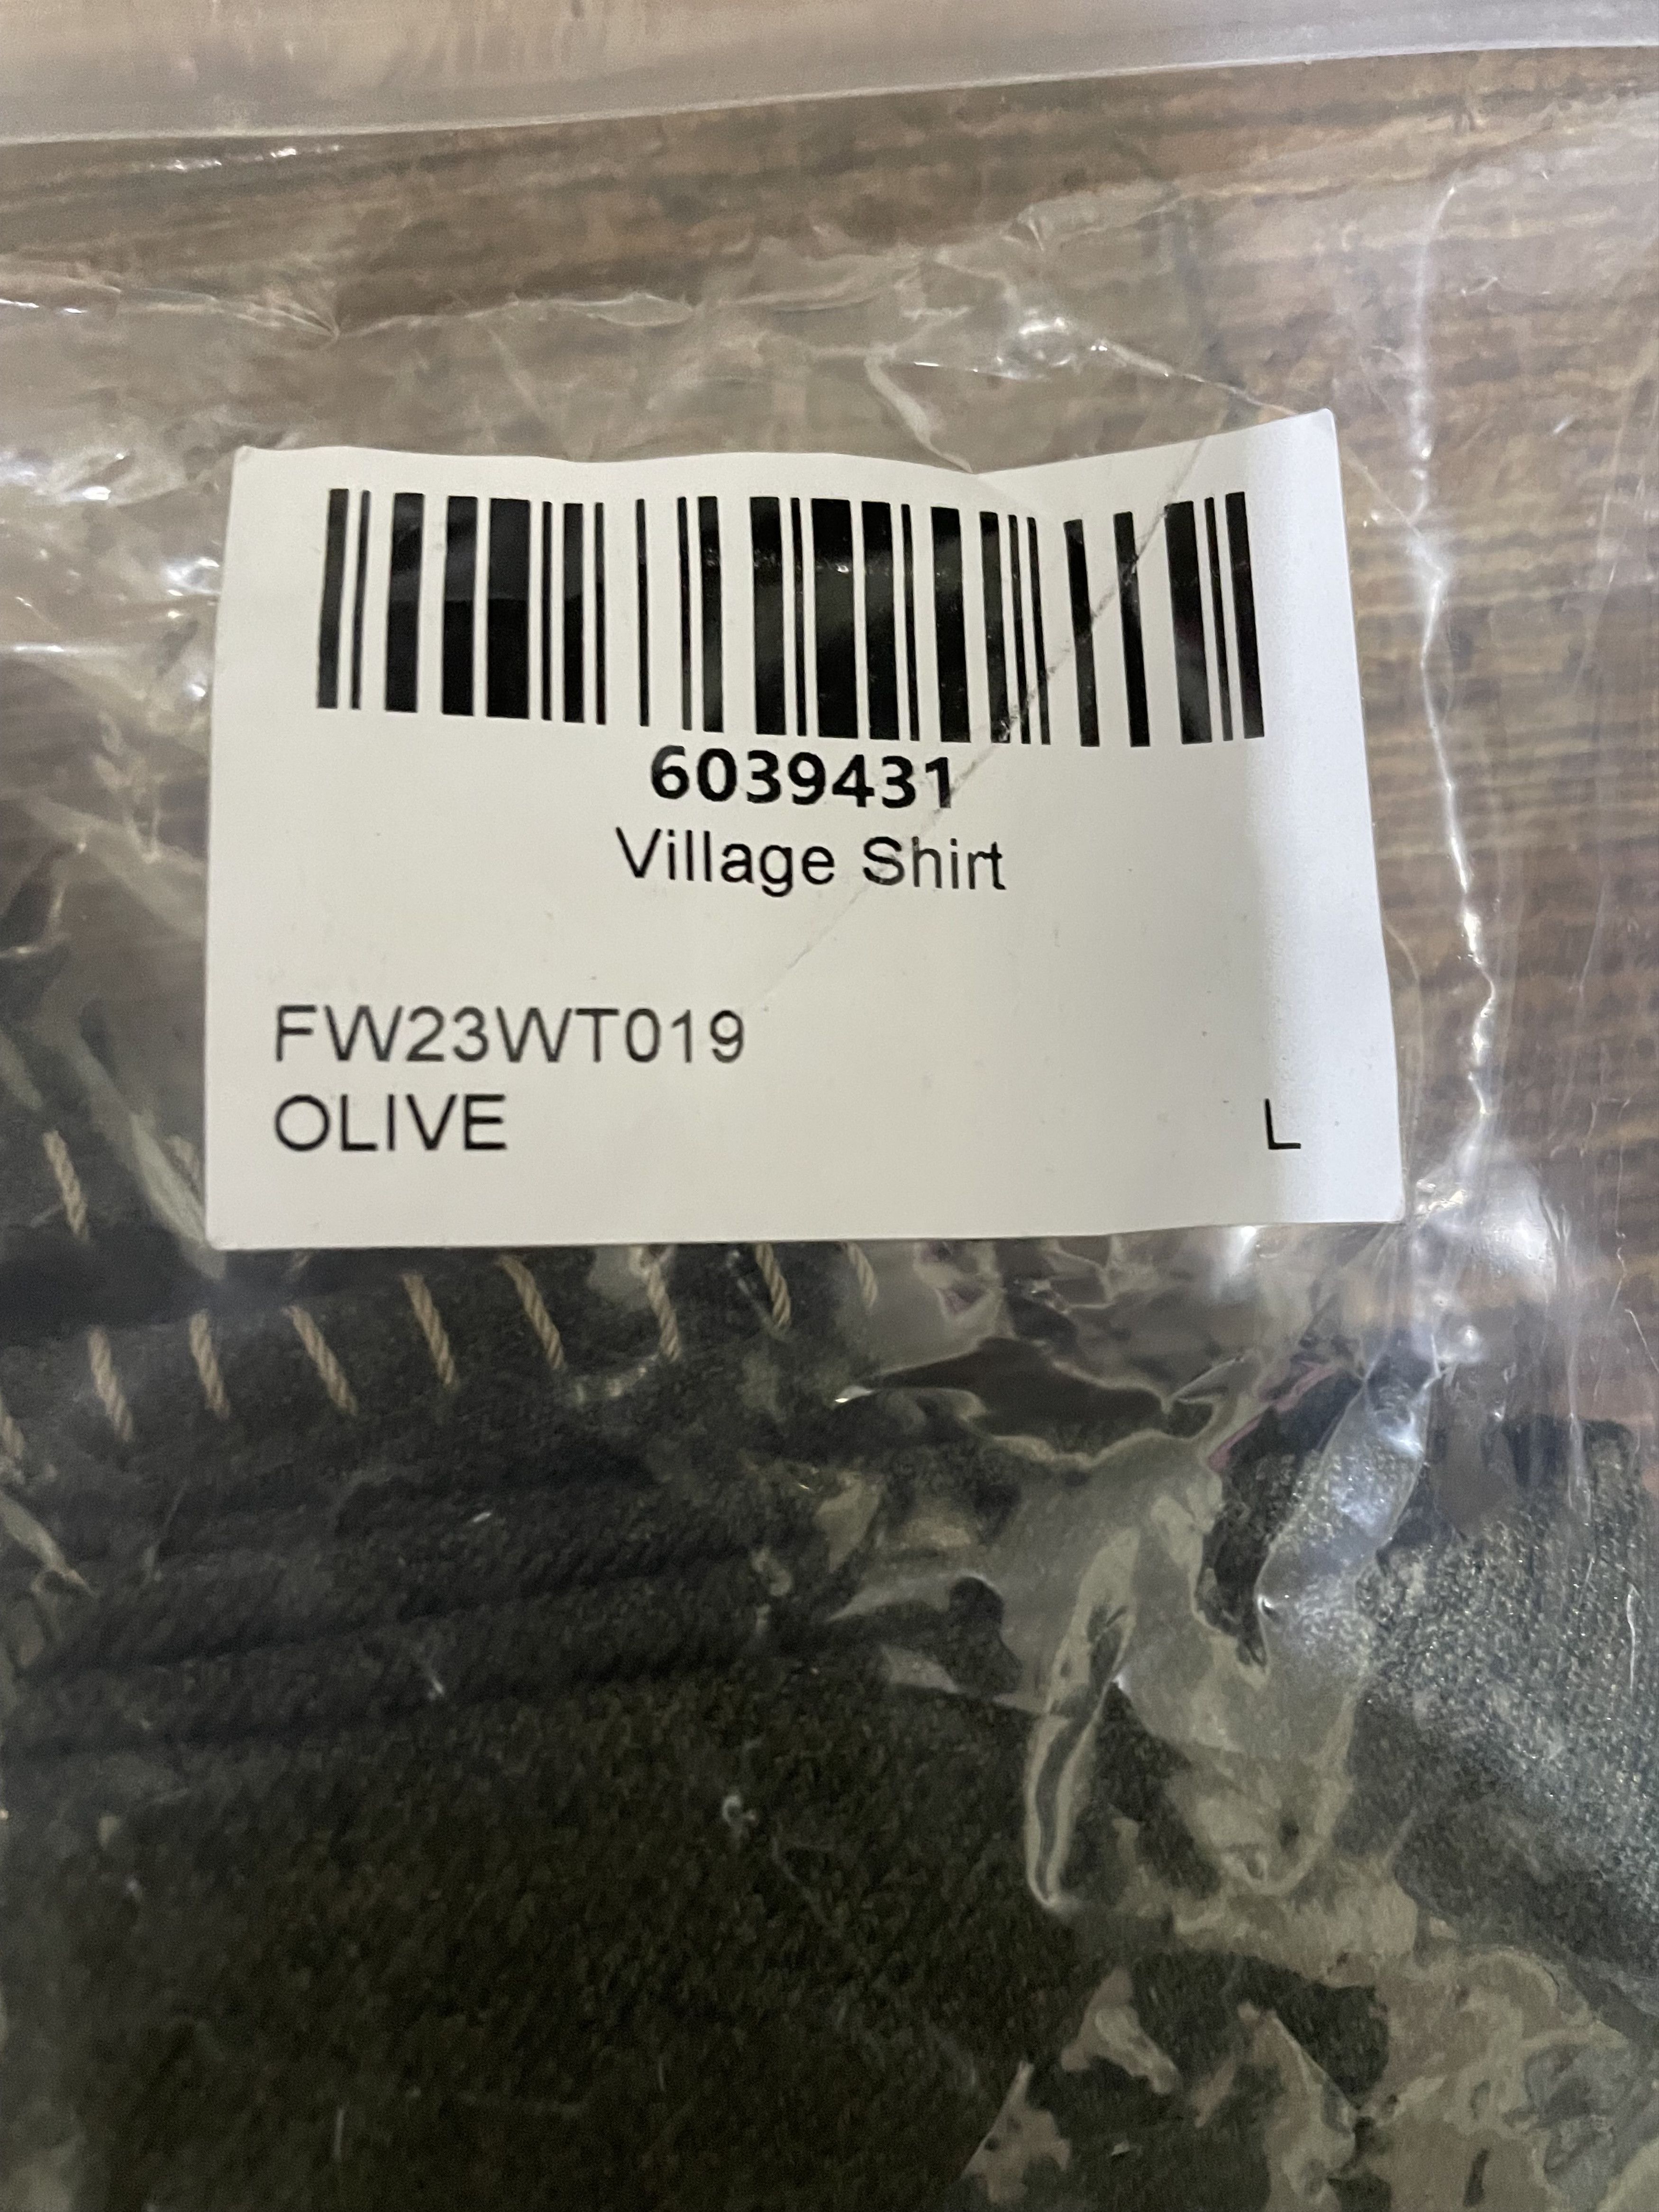 6039431
Village Shirt
FW23WT019
OLIVE L